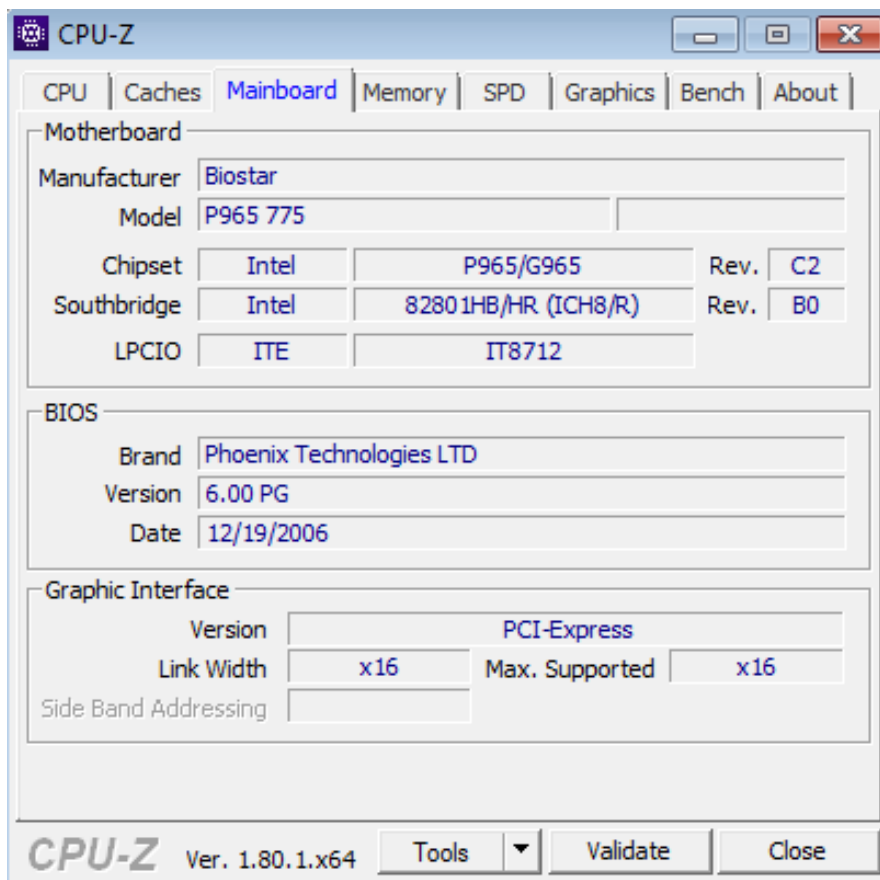 CPU-Z
CPU Caches Mainboard Memory SPD Graphics Bench About
Motherboard
Manufacturer Biostar
Model P965 775
Chipset Intel P965/G965 Rev. C2
Southbridge Intel 82801HB/HR (ICH8/R) Rev. B0
LPCIO ITE IT8712
BIOS
Brand Phoenix Technologies LTD
Version 6.00 PG
Date 12/19/2006
Graphic Interface
Version PCI-Express
Link Width x16 Max. Supported x16
Side Band Addressing
CPU-Z Ver. 1.80.1.x64 Tools Validate Close